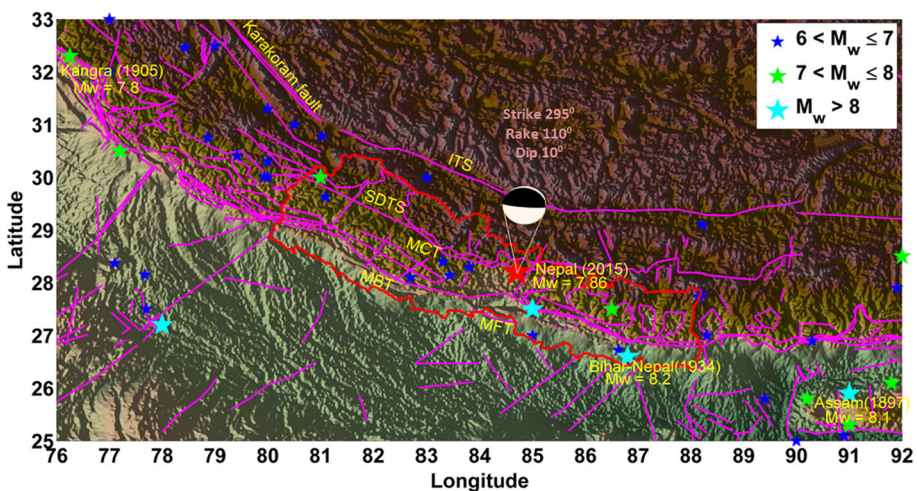 33
32
31
30
29
28
27
26
25
Latitude
76 77 78 79 80 81 82 83 84 85 86 87 88 89 90 91 92
Longitude
6 < Mw ≤ 7
7 < Mw ≤ 8
Mw > 8
Kangra (1905)
Mw = 7.8
Karakoram fault
Strike 295⁰
Rake 110⁰
Dip 10⁰
ITS
SDTS
MCT
MBT
MFT
Nepal (2015)
Mw = 7.86
Bihar-Nepal(1934)
Mw = 8.2
Assam(1897)
Mw = 8.1